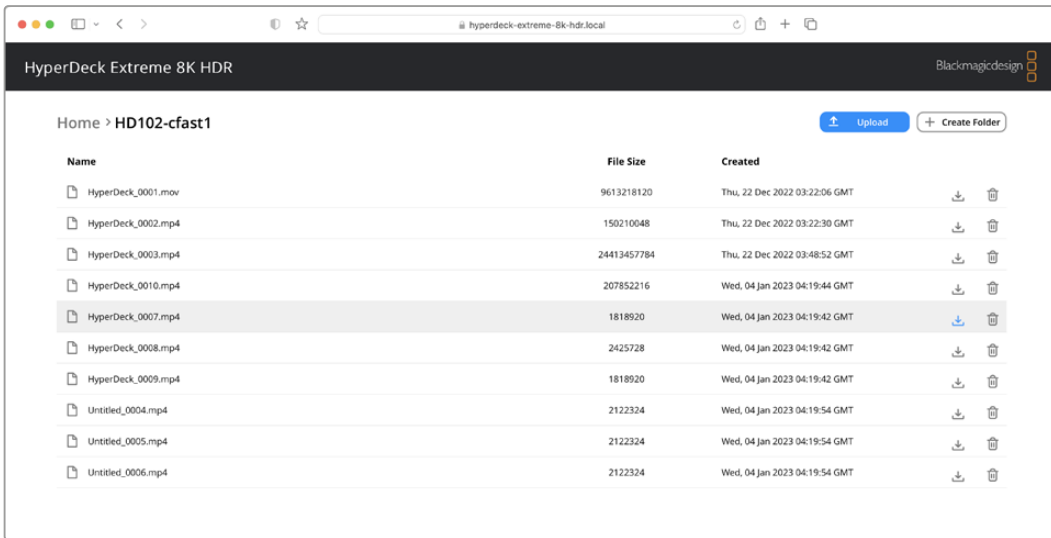 hyperdeck-extreme-8k-hdr.local
HyperDeck Extreme 8K HDR
Blackmagicdesign
Home > HD102-cfast1
Upload
+ Create Folder
Name File Size Created
HyperDeck_0001.mov 9613218120 Thu, 22 Dec 2022 03:22:06 GMT
HyperDeck_0002.mp4 150210048 Thu, 22 Dec 2022 03:22:30 GMT
HyperDeck_0003.mp4 24413457784 Thu, 22 Dec 2022 03:48:52 GMT
HyperDeck_0010.mp4 207852216 Wed, 04 Jan 2023 04:19:44 GMT
HyperDeck_0007.mp4 1818920 Wed, 04 Jan 2023 04:19:42 GMT
HyperDeck_0008.mp4 2425728 Wed, 04 Jan 2023 04:19:42 GMT
HyperDeck_0009.mp4 1818920 Wed, 04 Jan 2023 04:19:42 GMT
Untitled_0004.mp4 2122324 Wed, 04 Jan 2023 04:19:54 GMT
Untitled_0005.mp4 2122324 Wed, 04 Jan 2023 04:19:54 GMT
Untitled_0006.mp4 2122324 Wed, 04 Jan 2023 04:19:54 GMT